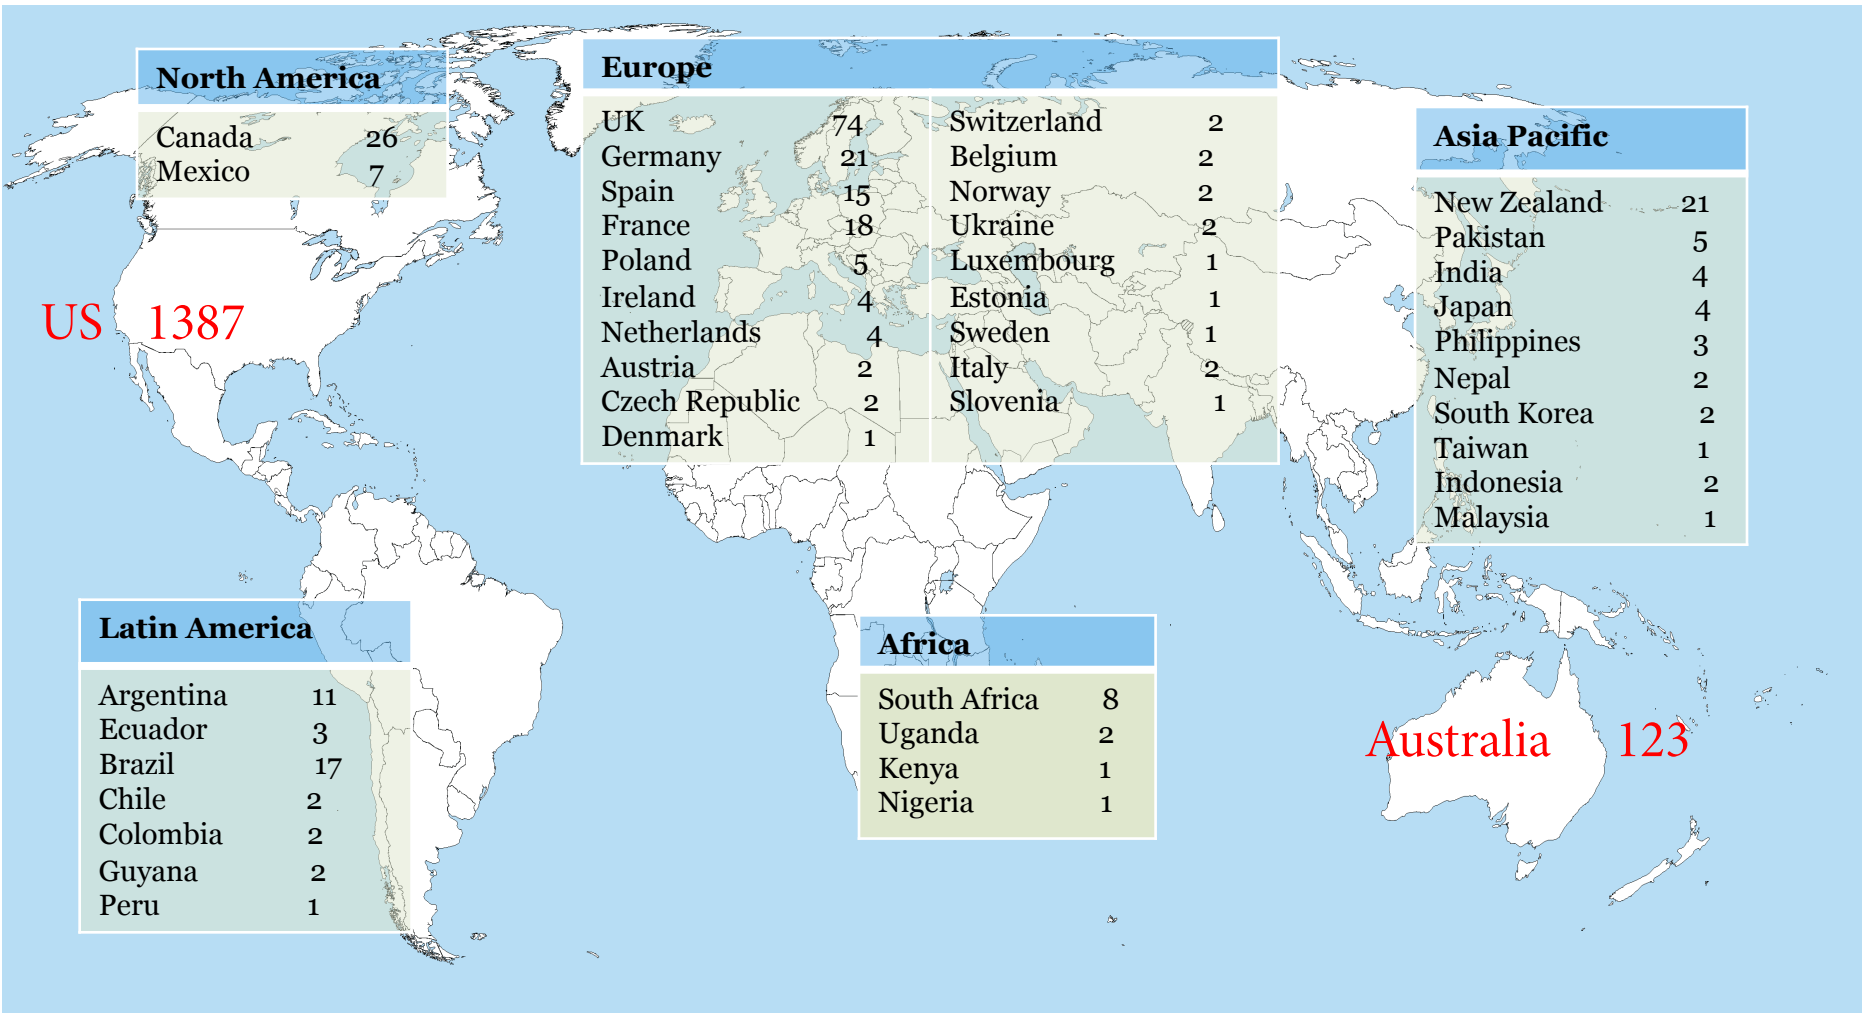 North America
Canada 26
Mexico 7
US 1387
Europe
UK 74
Germany 21
Spain 15
France 18
Poland 5
Ireland 4
Netherlands 4
Austria 2
Czech Republic 2
Denmark 1
Switzerland 2
Belgium 2
Norway 2
Ukraine 2
Luxembourg 1
Estonia 1
Sweden 1
Italy 2
Slovenia 1
Asia Pacific
New Zealand 21
Pakistan 5
India 4
Japan 4
Philippines 3
Nepal 2
South Korea 2
Taiwan 1
Indonesia 2
Malaysia 1
Latin America
Argentina 11
Ecuador 3
Brazil 17
Chile 2
Colombia 2
Guyana 2
Peru 1
Africa
South Africa 8
Uganda 2
Kenya 1
Nigeria 1
Australia 123